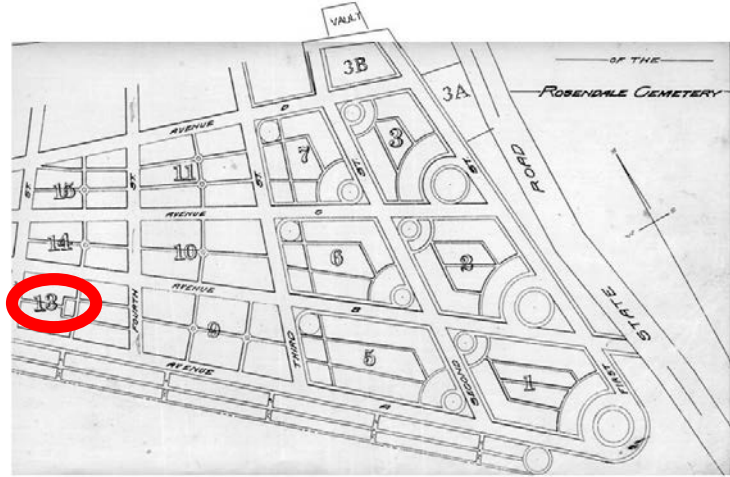 VAULT
OF THE
ROSENDALE CEMETERY
3B
3A
D
AVENUE
3
7
11
15
ST.
ST.
ST.
ST.
ST.
ROAD
C
AVENUE
2
6
10
14
STATE
B
AVENUE
13
FOURTH
9
THIRD
5
SECOND
1
FIRST
AVENUE
A